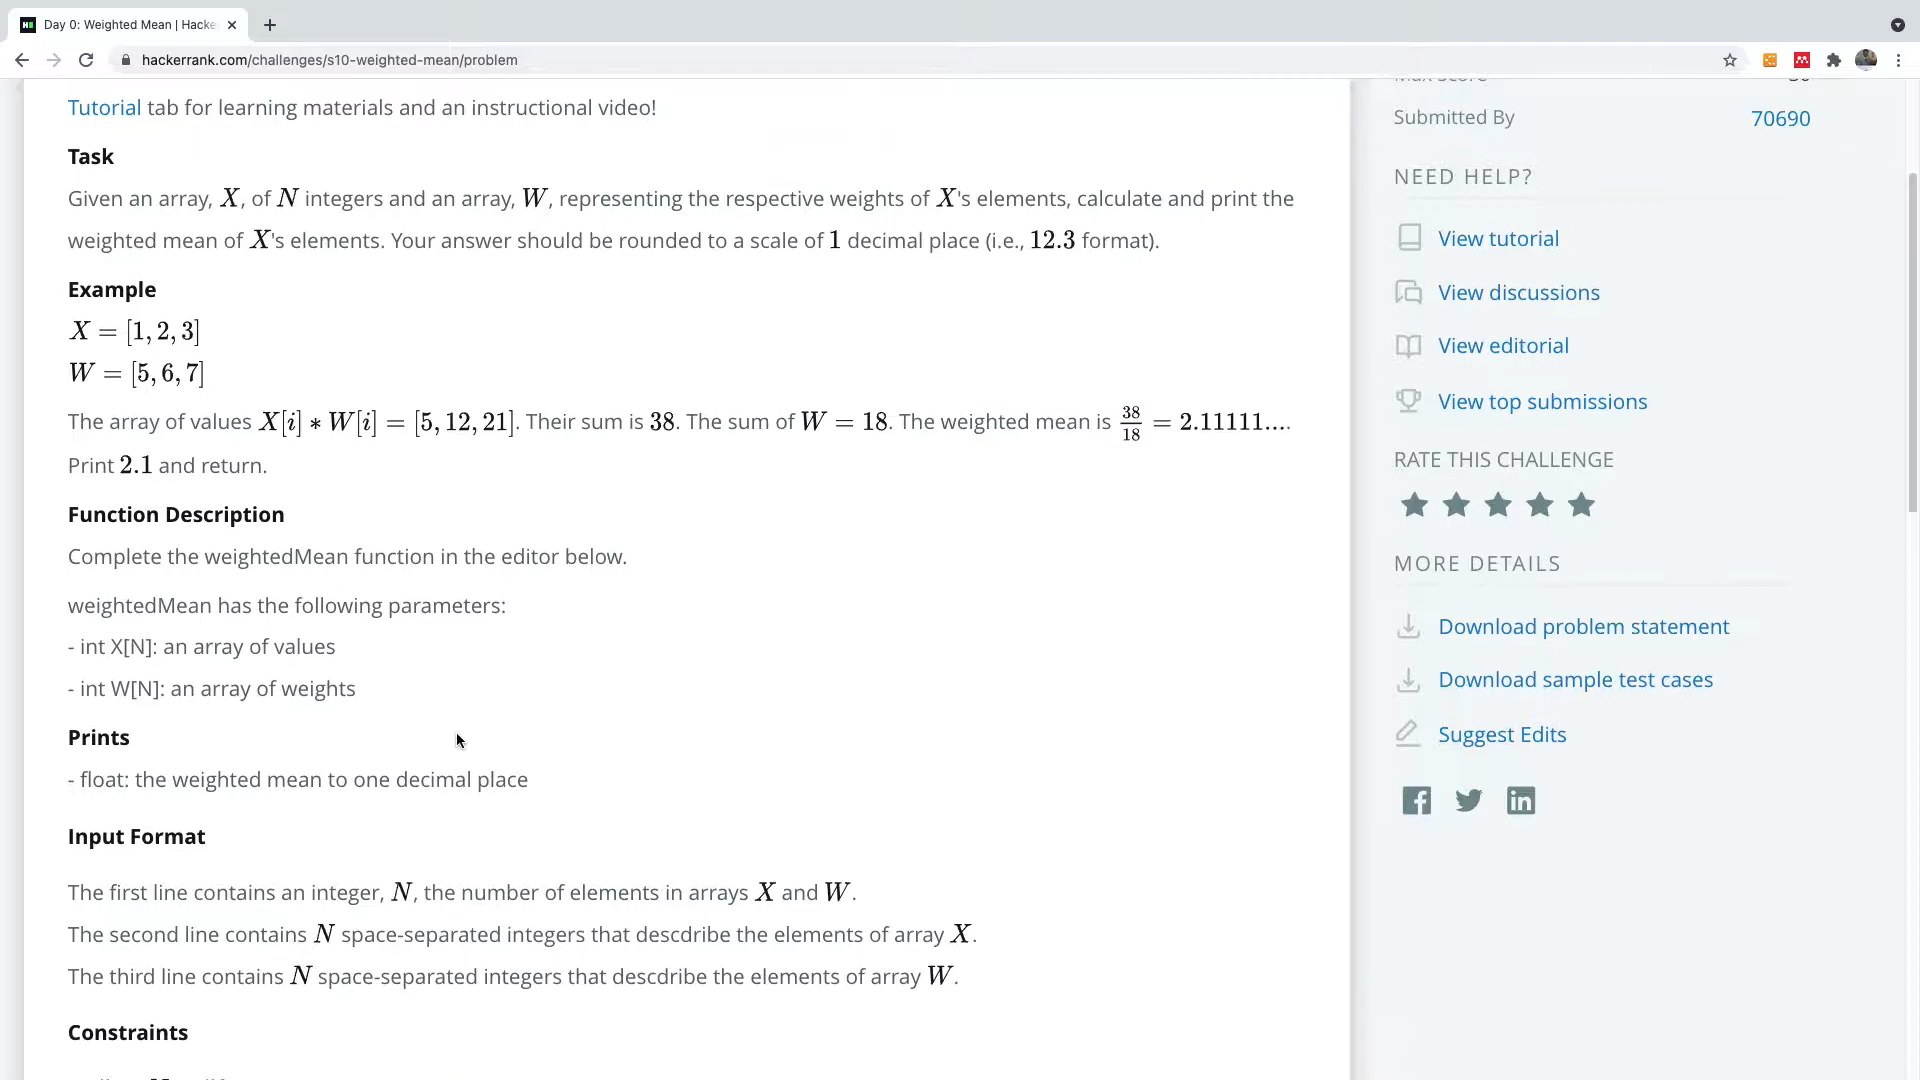 Day 0: Weighted Mean | Hacke
hackerrank.com/challenges/s10-weighted-mean/problem
Tutorial tab for learning materials and an instructional video!
Task
Given an array, X, of N integers and an array, W, representing the respective weights of X's elements, calculate and print the
weighted mean of X's elements. Your answer should be rounded to a scale of 1 decimal place (i.e., 12.3 format).
Example
X = [1, 2, 3]
W = [5, 6, 7]
The array of values X[i] * W[i] = [5, 12, 21]. Their sum is 38. The sum of W = 18. The weighted mean is 38/18 = 2.11111....
Print 2.1 and return.
Function Description
Complete the weightedMean function in the editor below.
weightedMean has the following parameters:
- int X[N]: an array of values
- int W[N]: an array of weights
Prints
- float: the weighted mean to one decimal place
Input Format
The first line contains an integer, N, the number of elements in arrays X and W.
The second line contains N space-separated integers that descdribe the elements of array X.
The third line contains N space-separated integers that descdribe the elements of array W.
Constraints
Max Score
Submitted By 70690
NEED HELP?
View tutorial
View discussions
View editorial
View top submissions
RATE THIS CHALLENGE
MORE DETAILS
Download problem statement
Download sample test cases
Suggest Edits